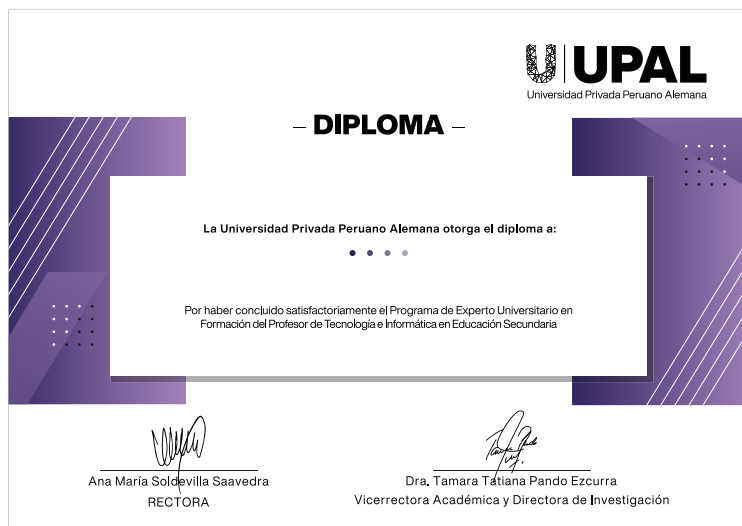 UPAL
Universidad Privada Peruano Alemana
– DIPLOMA –
La Universidad Privada Peruano Alemana otorga el diploma a:
Por haber concluido satisfactoriamente el Programa de Experto Universitario en
Formación del Profesor de Tecnología e Informática en Educación Secundaria
Ana María Soldevilla Saavedra
RECTORA
Dra. Tamara Tatiana Pando Ezcurra
Vicerrectora Académica y Directora de Investigación